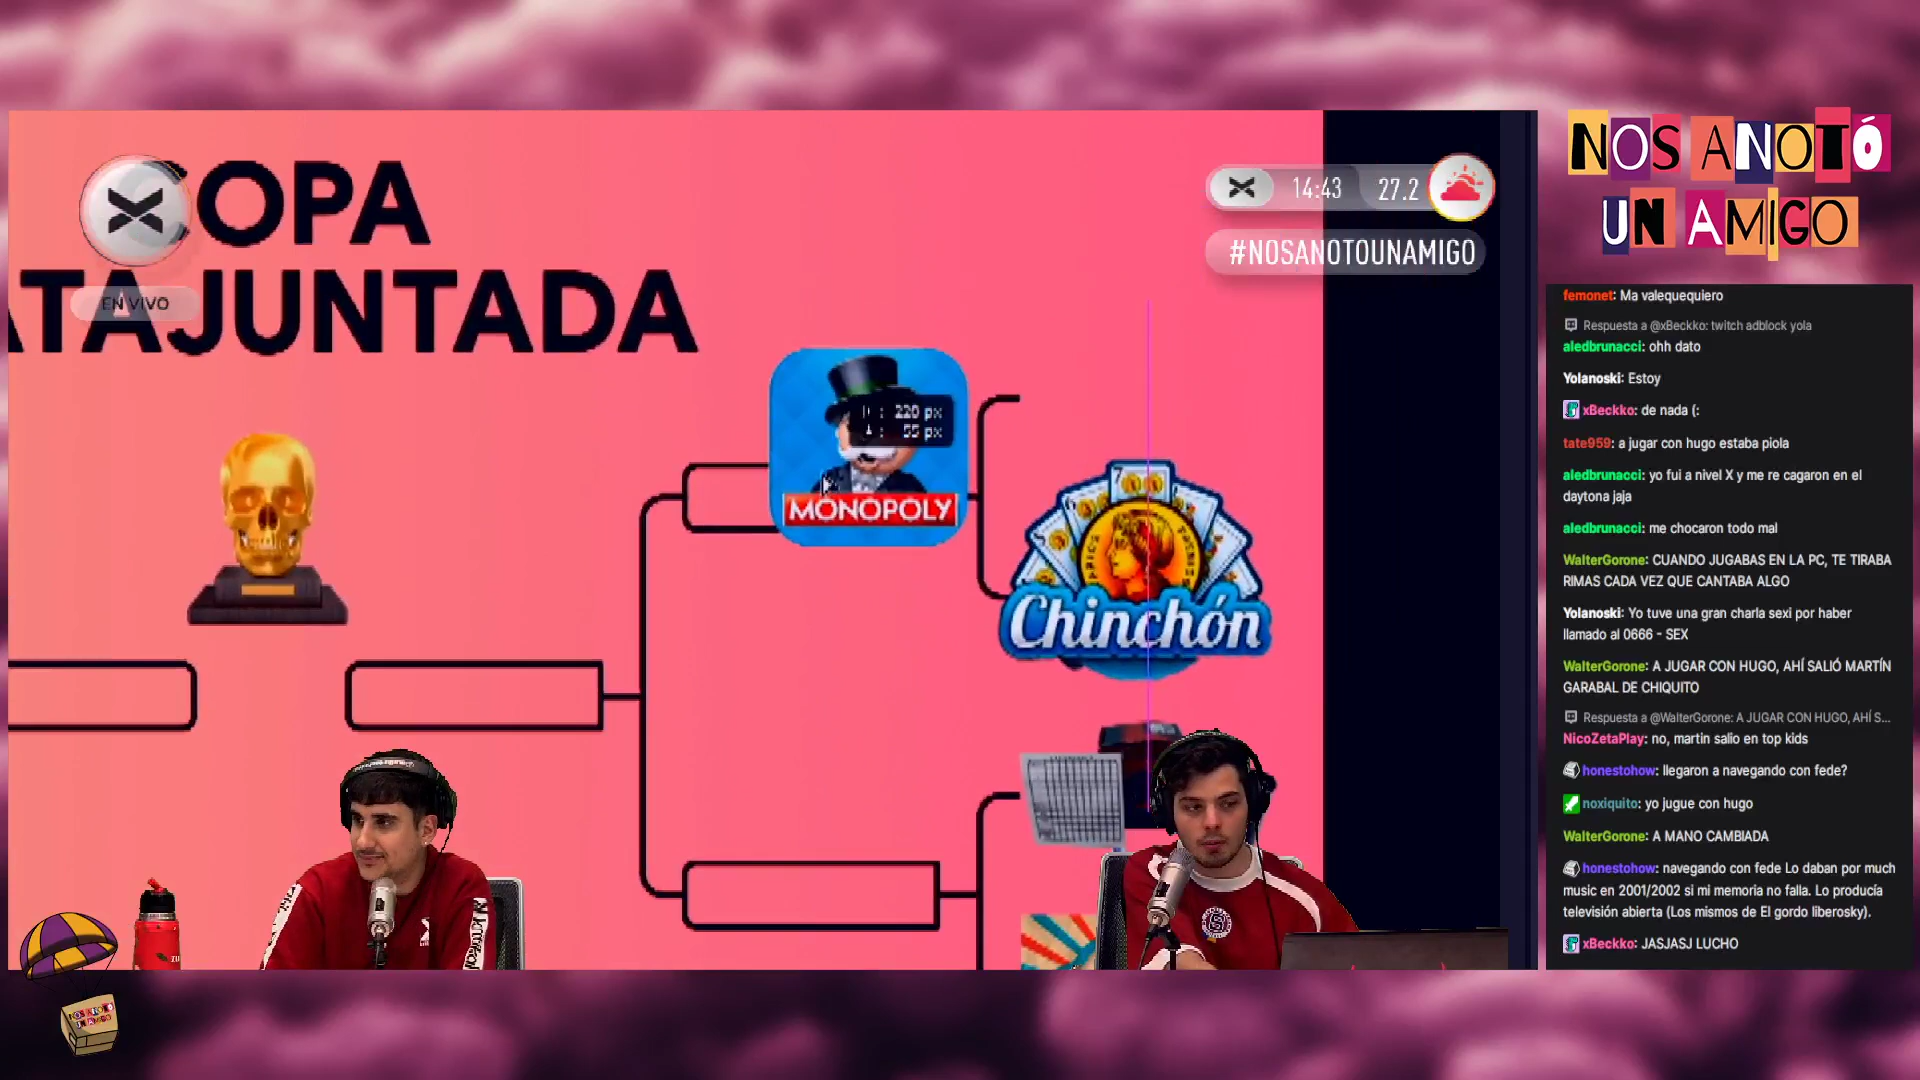 COPA
ATAJUNTADA
EN VIVO
14:43
27.2
#NOSANOTOUNAMIGO
220 px
55 px
MONOPOLY
7
Chinchón
NOS ANOTÓ
UN AMIGO
femonet: Ma valequequiero
Respuesta a @xBeckko: twitch adblock yola
aledbrunacci: ohh dato
Yolanoski: Estoy
xBeckko: de nada (:
tate959: a jugar con hugo estaba piola
aledbrunacci: yo fui a nivel X y me re cagaron en el
daytona jaja
aledbrunacci: me chocaron todo mal
WalterGorone: CUANDO JUGABAS EN LA PC, TE TIRABA
RIMAS CADA VEZ QUE CANTABA ALGO
Yolanoski: Yo tuve una gran charla sexi por haber
llamado al 0666 - SEX
WalterGorone: A JUGAR CON HUGO, AHÍ SALIÓ MARTÍN
GARABAL DE CHIQUITO
Respuesta a @WalterGorone: A JUGAR CON HUGO, AHÍ S...
NicoZetaPlay: no, martin salio en top kids
honestohow: llegaron a navegando con fede?
noxiquito: yo jugue con hugo
WalterGorone: A MANO CAMBIADA
honestohow: navegando con fede Lo daban por much
music en 2001/2002 si mi memoria no falla. Lo producía
televisión abierta (Los mismos de El gordo liberosky).
xBeckko: JASJASJ LUCHO
NOS ANOTÓ
UN AMIGO